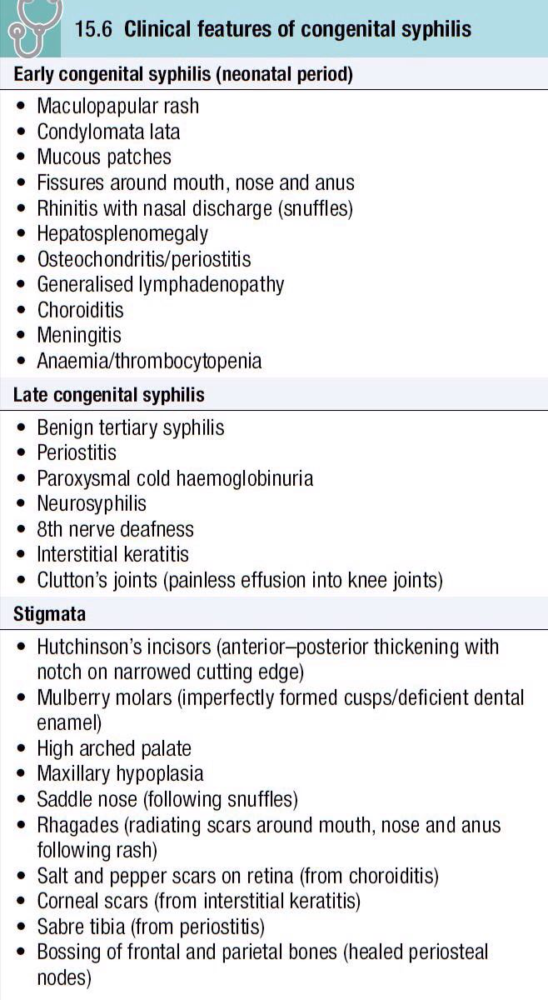 15.6 Clinical features of congenital syphilis
Early congenital syphilis (neonatal period)
• Maculopapular rash
• Condylomata lata
• Mucous patches
• Fissures around mouth, nose and anus
• Rhinitis with nasal discharge (snuffles)
• Hepatosplenomegaly
• Osteochondritis/periostitis
• Generalised lymphadenopathy
• Choroiditis
• Meningitis
• Anaemia/thrombocytopenia
Late congenital syphilis
• Benign tertiary syphilis
• Periostitis
• Paroxysmal cold haemoglobinuria
• Neurosyphilis
• 8th nerve deafness
• Interstitial keratitis
• Clutton’s joints (painless effusion into knee joints)
Stigmata
• Hutchinson’s incisors (anterior–posterior thickening with
notch on narrowed cutting edge)
• Mulberry molars (imperfectly formed cusps/deficient dental
enamel)
• High arched palate
• Maxillary hypoplasia
• Saddle nose (following snuffles)
• Rhagades (radiating scars around mouth, nose and anus
following rash)
• Salt and pepper scars on retina (from choroiditis)
• Corneal scars (from interstitial keratitis)
• Sabre tibia (from periostitis)
• Bossing of frontal and parietal bones (healed periosteal
nodes)